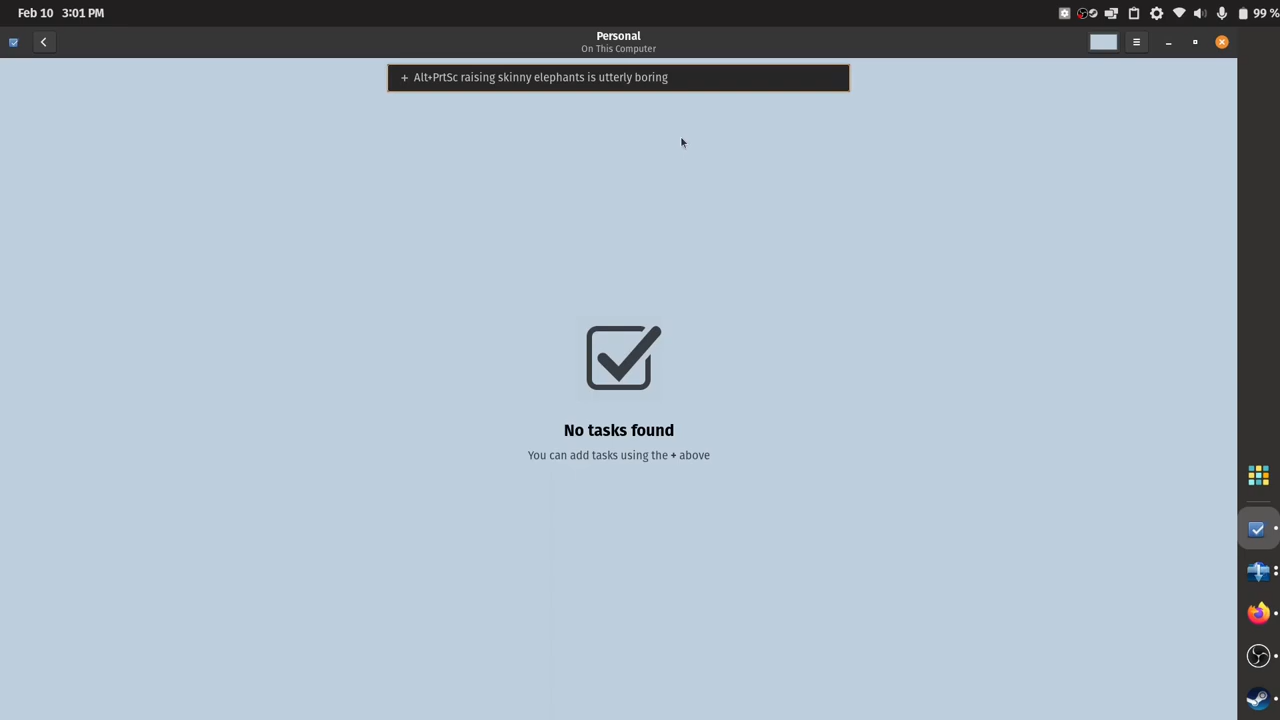 Feb 10 3:01 PM
99 %
Personal
On This Computer
+ Alt+PrtSc raising skinny elephants is utterly boring
No tasks found
You can add tasks using the + above